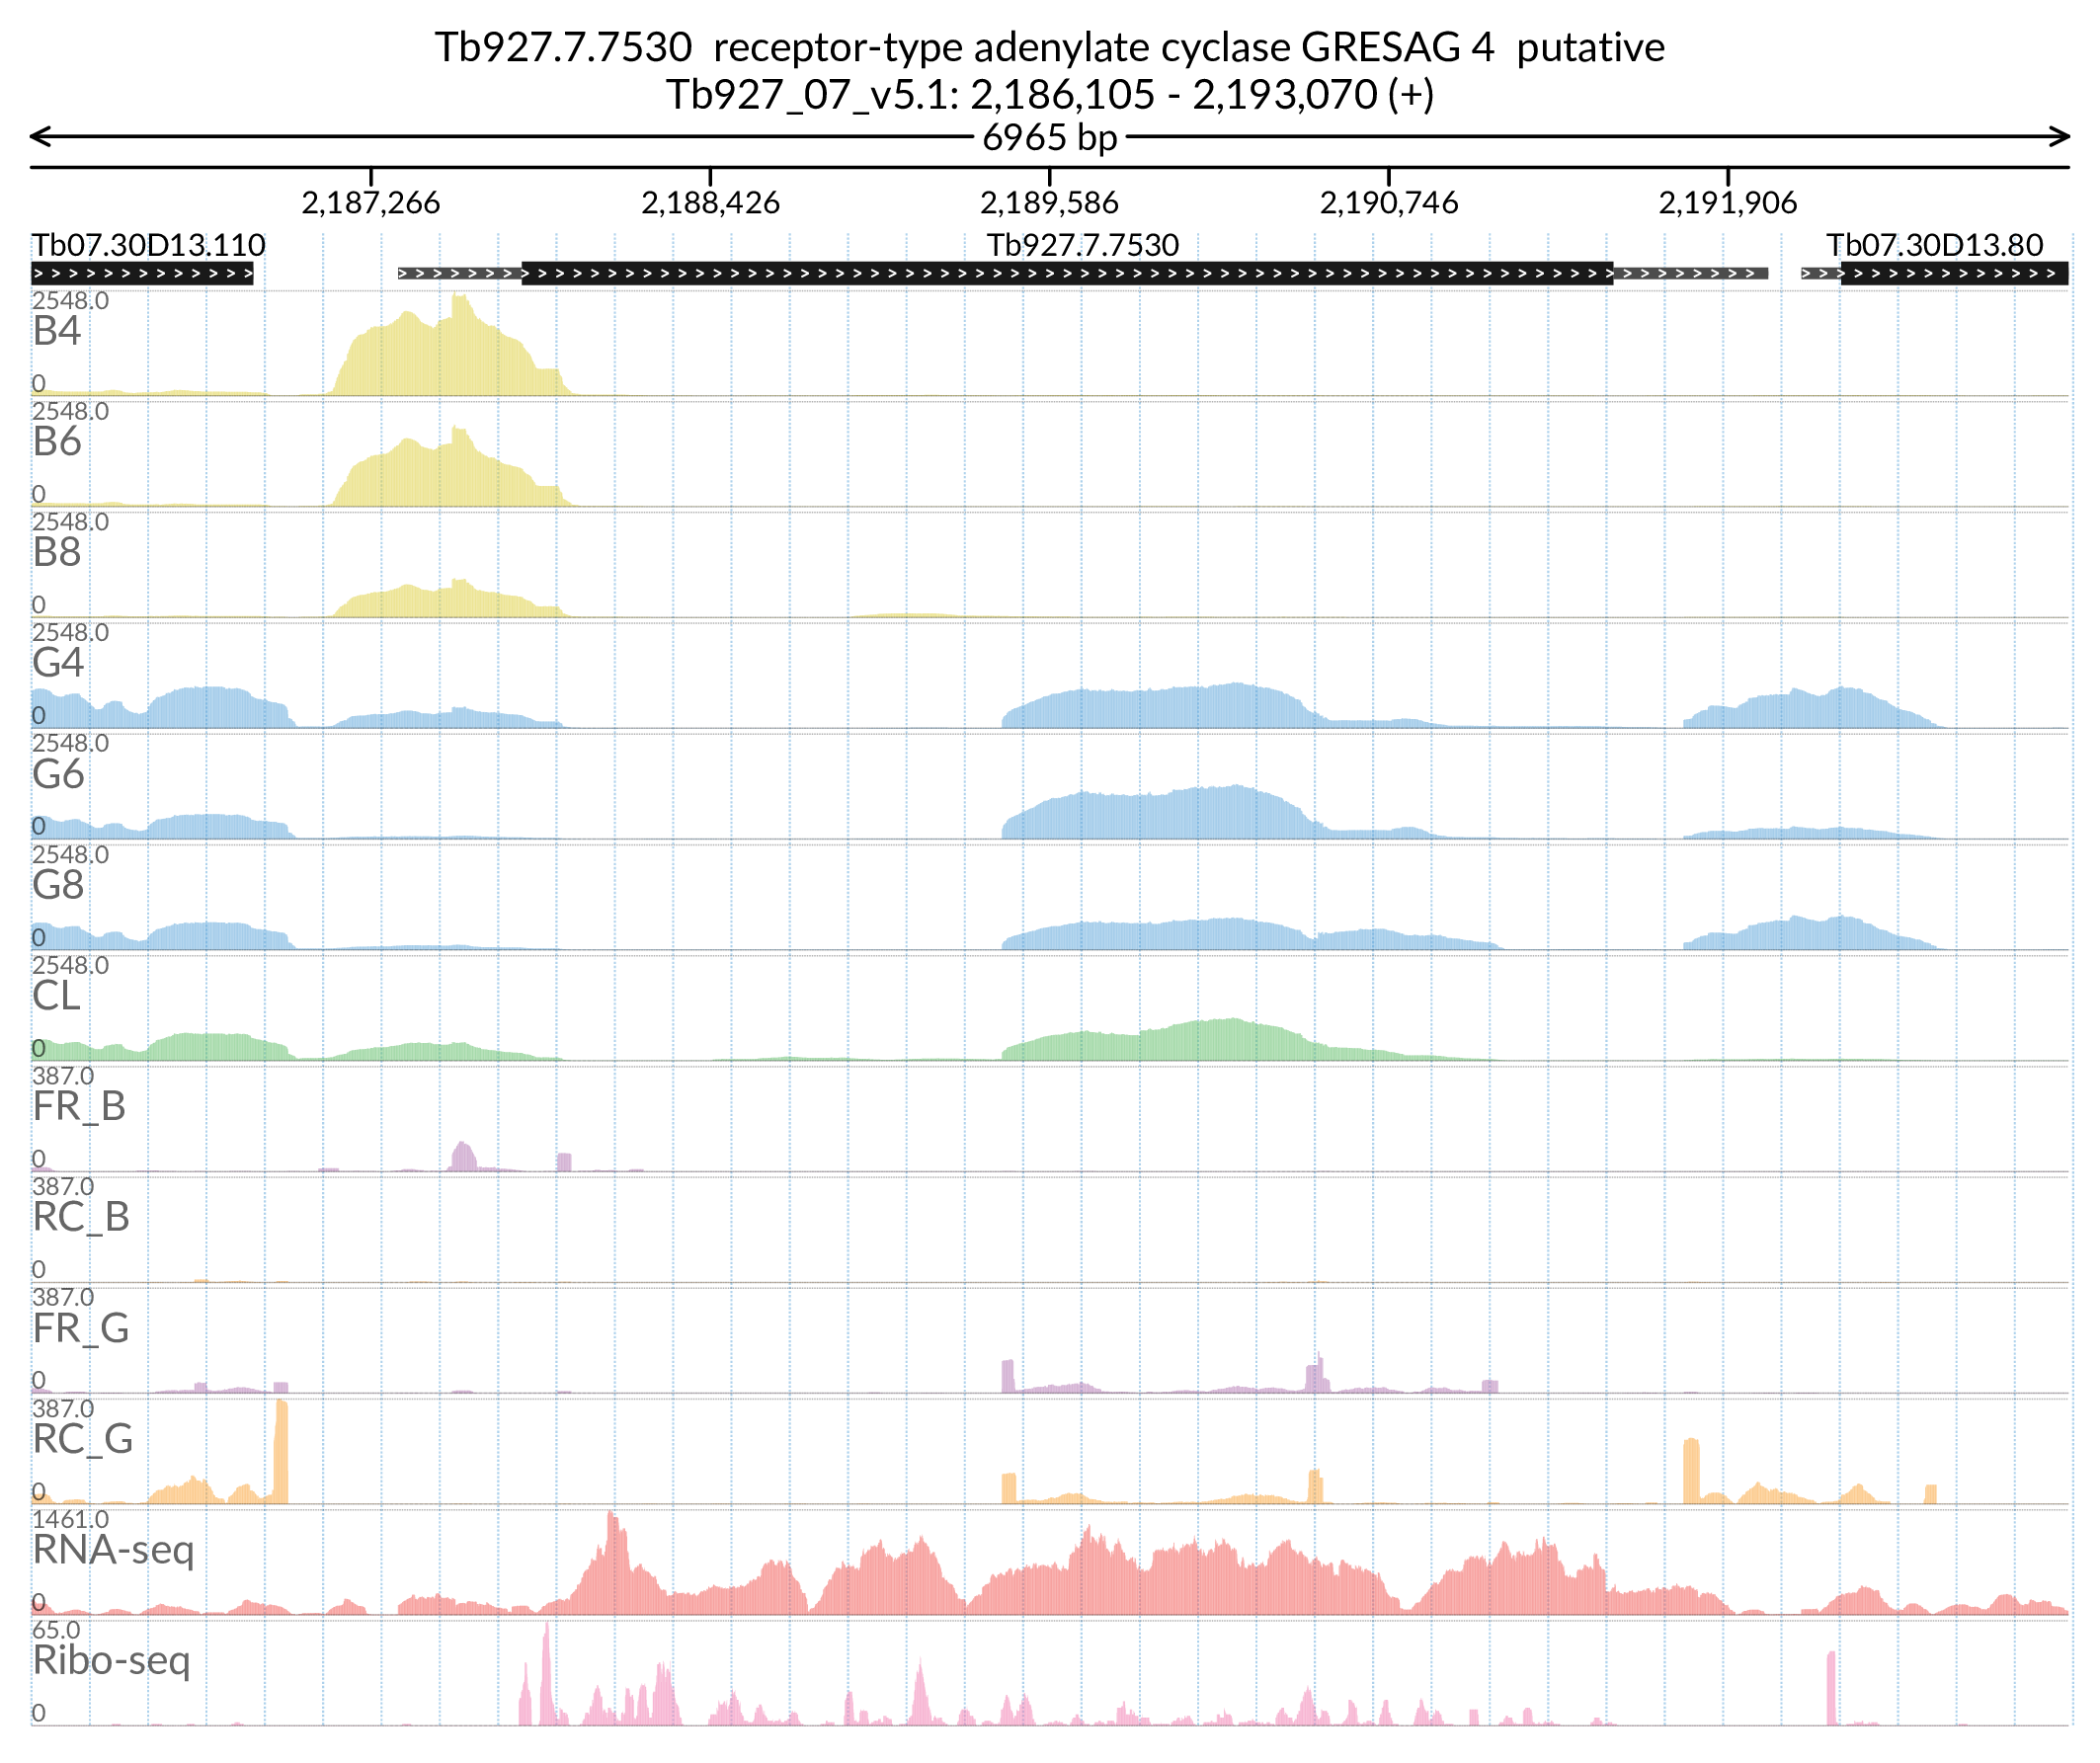 Tb927.7.7530  receptor-type adenylate cyclase GRESAG 4  putative
Tb927_07_v5.1: 2,186,105 - 2,193,070 (+)
6965 bp
2,187,266 2,188,426 2,189,586 2,190,746 2,191,906
Tb07.30D13.110 Tb927.7.7530 Tb07.30D13.80
2548.0
B4
0
2548.0
B6
0
2548.0
B8
0
2548.0
G4
0
2548.0
G6
0
2548.0
G8
0
2548.0
CL
0
387.0
FR_B
0
387.0
RC_B
0
387.0
FR_G
0
387.0
RC_G
0
1461.0
RNA-seq
0
65.0
Ribo-seq
0